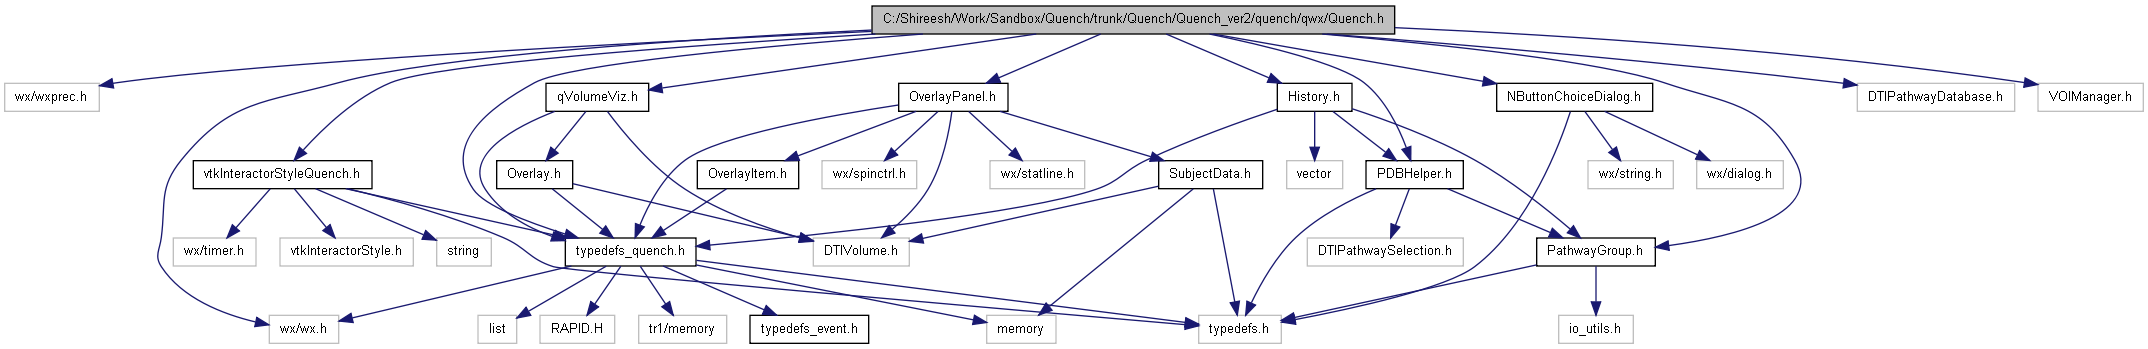 C:/Shireesh/Work/Sandbox/Quench/trunk/Quench/Quench_ver2/quench/qwx/Quench.h
wx/wxprec.h
qVolumeViz.h
OverlayPanel.h
History.h
NButtonChoiceDialog.h
DTIPathwayDatabase.h
VOIManager.h
vtkInteractorStyleQuench.h
Overlay.h
OverlayItem.h
wx/spinctrl.h
wx/statline.h
SubjectData.h
vector
PDBHelper.h
wx/string.h
wx/dialog.h
wx/timer.h
vtkInteractorStyle.h
string
typedefs_quench.h
DTIVolume.h
DTIPathwaySelection.h
PathwayGroup.h
wx/wx.h
list
RAPID.H
tr1/memory
typedefs_event.h
memory
typedefs.h
io_utils.h